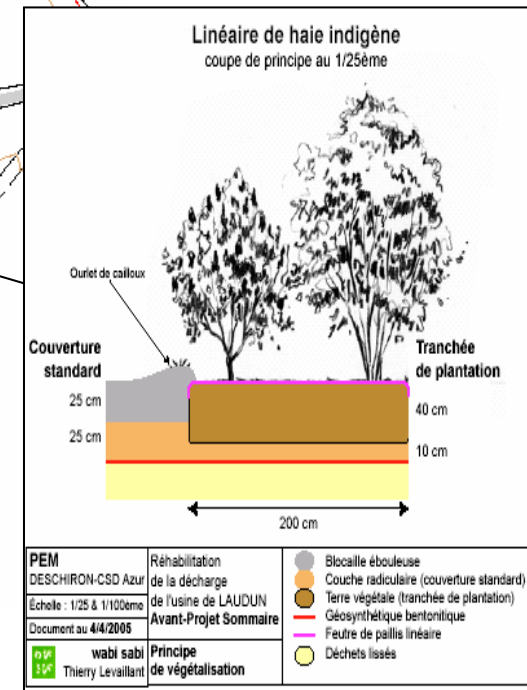 Linéaire de haie indigène
coupe de principe au 1/25ème
Ourlet de cailloux
Couverture
standard
25 cm
25 cm
Tranchée
de plantation
40 cm
10 cm
200 cm
PEM
DESCHIRON-CSD Azur
Échelle : 1/25 & 1/100ème
Document au 4/4/2005
wabi sabi
Thierry Levaillant
Réhabilitation
de la décharge
de l'usine de LAUDUN
Avant-Projet Sommaire
Principe
de végétalisation
Blocaille ébouleuse
Couche radiculaire (couverture standard)
Terre végétale (tranchée de plantation)
Géosynthétique bentonitique
Feutre de paillis linéaire
Déchets lissés